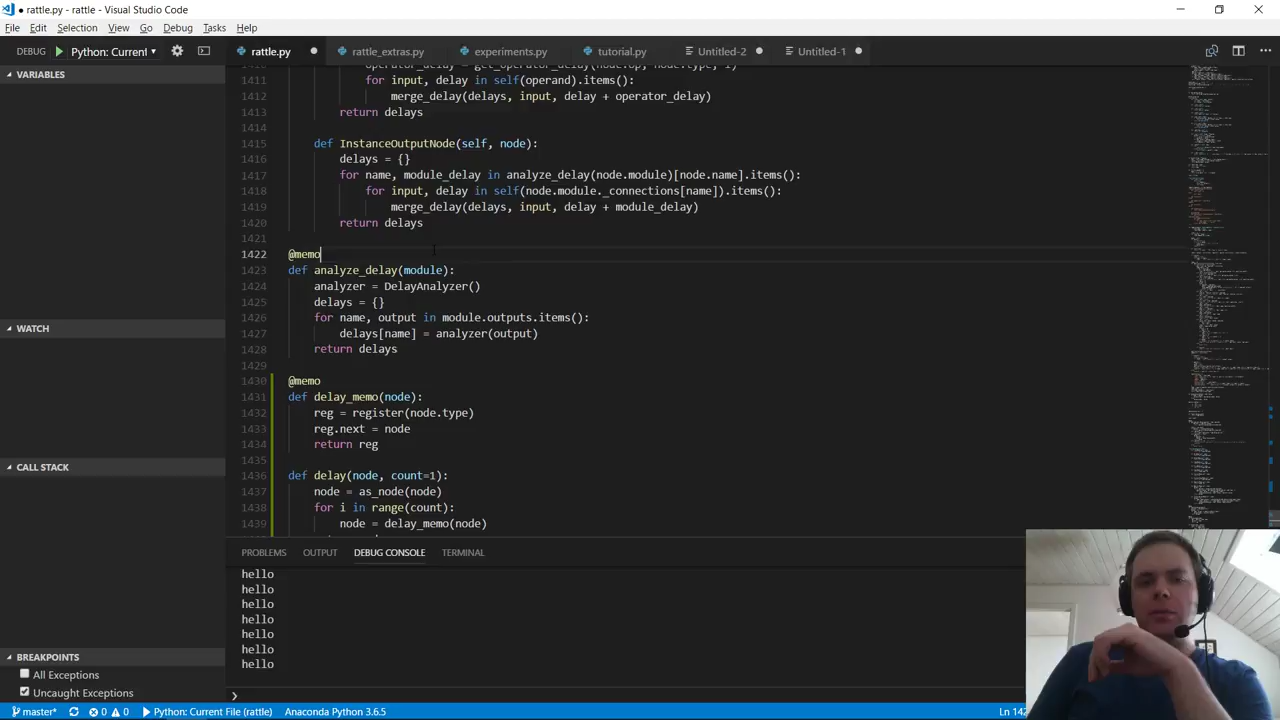 ● rattle.py - rattle - Visual Studio Code
File Edit Selection View Go Debug Tasks Help
DEBUG Python: Current
rattle.py rattle_extras.py experiments.py tutorial.py Untitled-2 Untitled-1
VARIABLES
1411 for input, delay in self(operand).items():
1412 merge_delay(delays, input, delay + operator_delay)
1413 return delays
1414
1415 def InstanceOutputNode(self, node):
1416 delays = {}
1417 for name, module_delay in analyze_delay(node.module)[node.name].items():
1418 for input, delay in self(node.module._connections[name]).items():
1419 merge_delay(delays, input, delay + module_delay)
1420 return delays
1421
1422 @memo
1423 def analyze_delay(module):
1424 analyzer = DelayAnalyzer()
1425 delays = {}
1426 for name, output in module.outputs.items():
1427 delays[name] = analyzer(output)
1428 return delays
1429
1430 @memo
1431 def delay_memo(node):
1432 reg = register(node.type)
1433 reg.next = node
1434 return reg
1435
1436 def delay(node, count=1):
1437 node = as_node(node)
1438 for i in range(count):
1439 node = delay_memo(node)
WATCH
CALL STACK
BREAKPOINTS
All Exceptions
Uncaught Exceptions
PROBLEMS OUTPUT DEBUG CONSOLE TERMINAL
hello
hello
hello
hello
hello
hello
hello
master* 0 0 Python: Current File (rattle) Anaconda Python 3.6.5